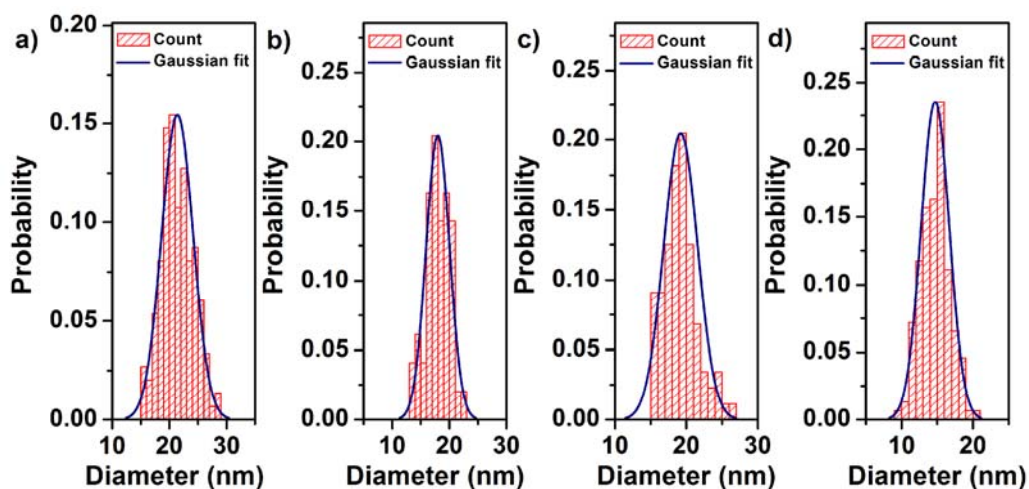 a)
Count
Gaussian fit
Probability
0.20
0.15
0.10
0.05
0.00
10 20 30
Diameter (nm)
b)
Count
Gaussian fit
Probability
0.25
0.20
0.15
0.10
0.05
0.00
10 20 30
Diameter (nm)
c)
Count
Gaussian fit
Probability
0.25
0.20
0.15
0.10
0.05
0.00
10 20 30
Diameter (nm)
d)
Count
Gaussian fit
Probability
0.25
0.20
0.15
0.10
0.05
0.00
10 20
Diameter (nm)